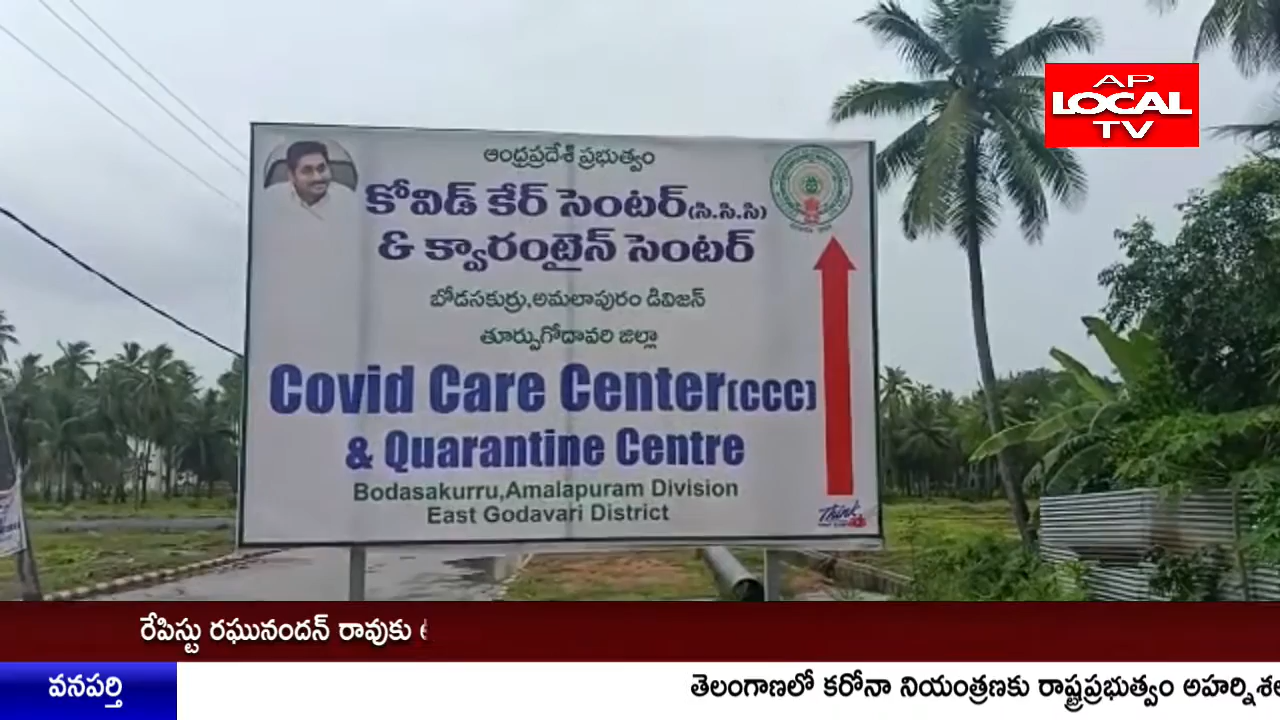 AP
LOCAL
TV
ఆంధ్రప్రదేశ్ ప్రభుత్వం
కోవిడ్ కేర్ సెంటర్(సి.సి.సి)
& క్వారంటైన్ సెంటర్
బోడసకుర్రు,అమలాపురం డివిజన్
తూర్పుగోదావరి జిల్లా
Covid Care Center(CCC)
& Quarantine Centre
Bodasakurru,Amalapuram Division
East Godavari District
Think
రేపిస్టు రఘునందన్ రావుకు
వనపర్తి
తెలంగాణలో కరోనా నియంత్రణకు రాష్ట్రప్రభుత్వం